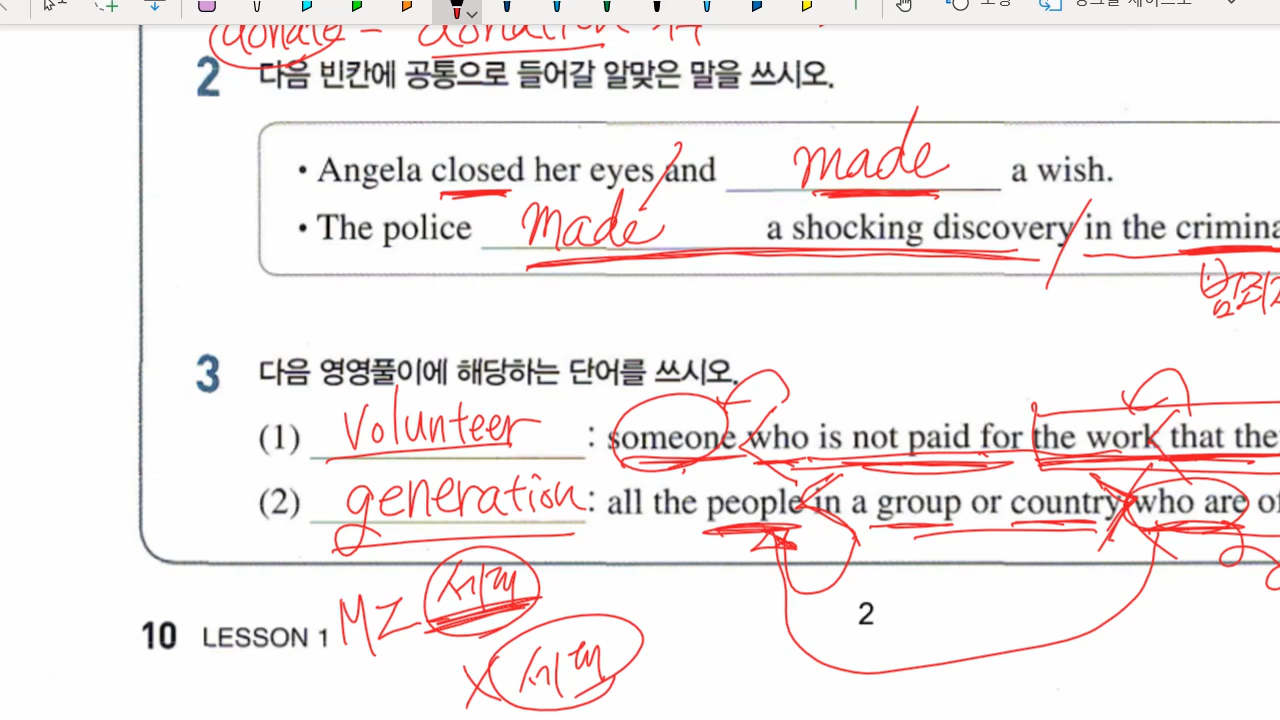 donate = donation
2 다음 빈칸에 공통으로 들어갈 알맞은 말을 쓰시오.
• Angela closed her eyes and made a wish.
• The police made a shocking discovery in the crimina
3 다음 영영풀이에 해당하는 단어를 쓰시오.
(1) volunteer : someone who is not paid for the work that the
(2) generation : all the people in a group or country who are of
MZ 세대
X 세대
10 LESSON 1
2